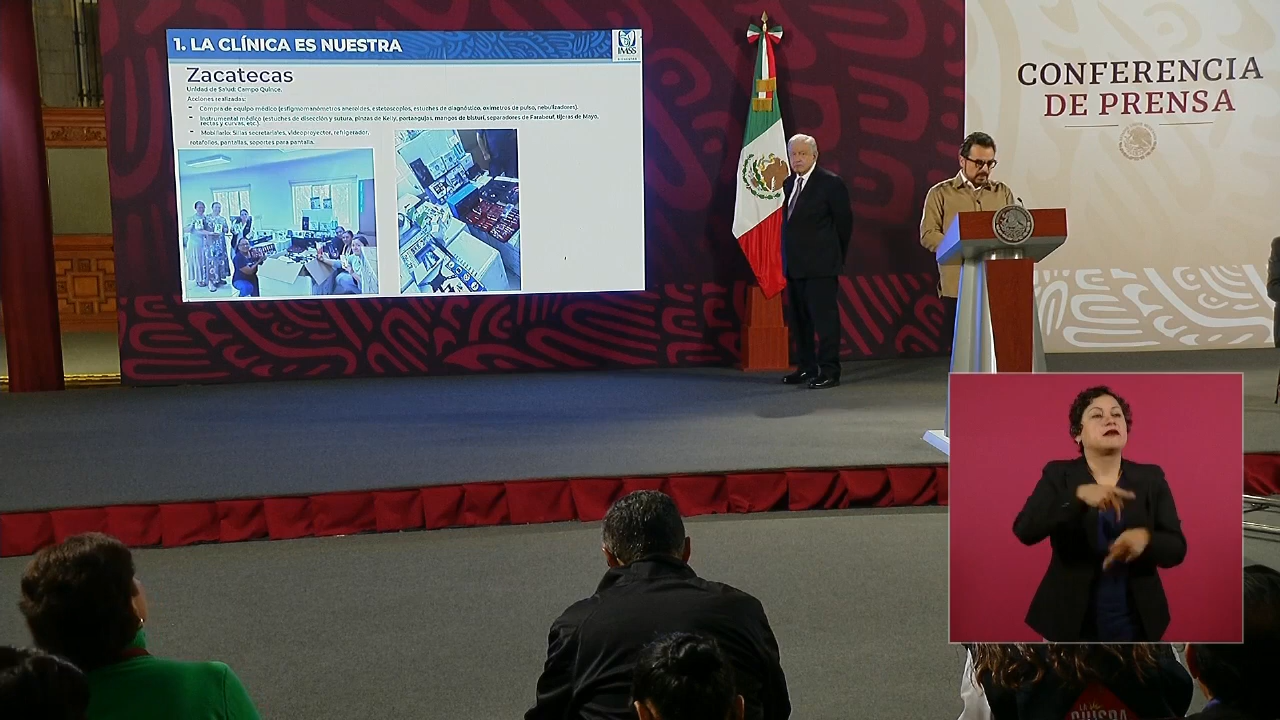 1. LA CLÍNICA ES NUESTRA
IMSS
Zacatecas
Unidad de Salud: Campo Quince.
Acciones realizadas:
- Compra de equipo médico (esfigmomanómetros aneroides, estetoscopios, estuches de diagnóstico, oxímetros de pulso, nebulizadores).
- Instrumental médico (estuches de disección y sutura, pinzas de Kelly, portagujas, mangos de bisturí, separadores de Farabeuf, tijeras de Mayo, rectas y curvas, etc.).
- Mobiliario: Sillas secretariales, videoproyector, refrigerador,
rotafolios, pantallas, soportes para pantalla.
CONFERENCIA
DE PRENSA
CHISPA